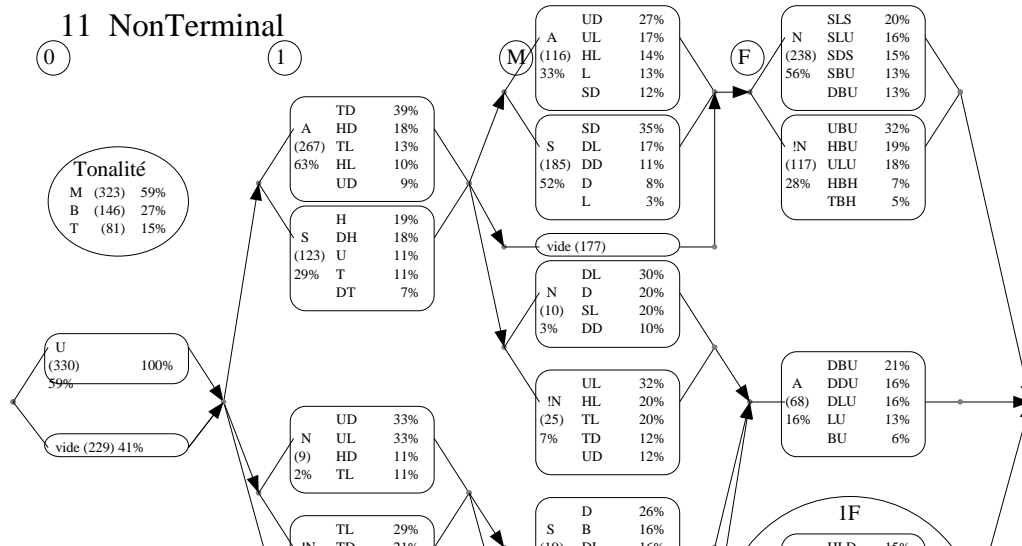 11 NonTerminal
0
1
M
F
Tonalité
M (323) 59%
B (146) 27%
T (81) 15%
U
(330) 100%
59%
vide (229) 41%
TD 39%
A HD 18%
(267) TL 13%
63% HL 10%
UD 9%
H 19%
S DH 18%
(123) U 11%
29% T 11%
DT 7%
UD 33%
N UL 33%
(9) HD 11%
2% TL 11%
TL 29%
!N TD 21%
UD 27%
A UL 17%
(116) HL 14%
33% L 13%
SD 12%
SD 35%
S DL 17%
(185) DD 11%
52% D 8%
L 3%
vide (177)
DL 30%
N D 20%
(10) SL 20%
3% DD 10%
UL 32%
!N HL 20%
(25) TL 20%
7% TD 12%
UD 12%
D 26%
S B 16%
(19) DL 16%
SLS 20%
N SLU 16%
(238) SDS 15%
56% SBU 13%
DBU 13%
UBU 32%
!N HBU 19%
(117) ULU 18%
28% HBH 7%
TBH 5%
DBU 21%
A DDU 16%
(68) DLU 16%
16% LU 13%
BU 6%
1F
HLD 15%